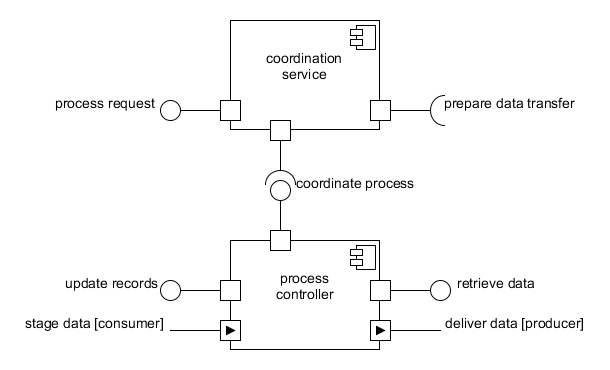 coordination
service
process request
prepare data transfer
coordinate process
process
controller
update records
retrieve data
stage data [consumer]
deliver data [producer]